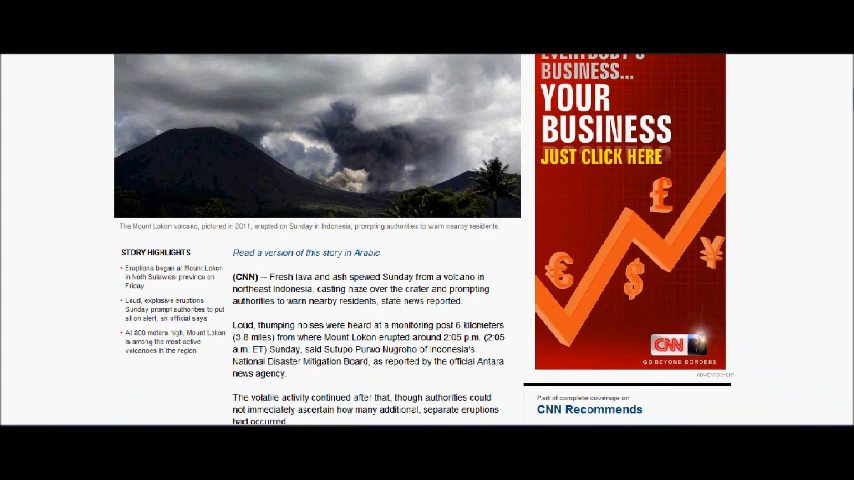 The Mount Lokon volcano, pictured in 2011, erupted on Sunday in Indonesia, prompting authorities to warn nearby residents.
STORY HIGHLIGHTS
Eruptions began at Mount Lokon
in North Sulawesi province on
Friday
Loud, explosive eruptions
Sunday prompt authorities to put
all on alert, an official says
At 800 meters high, Mount Lokon
is among the most active
volcanoes in the region
Read a version of this story in Arabic
(CNN) -- Fresh lava and ash spewed Sunday from a volcano in
northeast Indonesia, casting haze over the crater and prompting
authorities to warn nearby residents, state news reported.
Loud, thumping noises were heard at a monitoring post 6 kilometers
(3.8 miles) from where Mount Lokon erupted around 2:05 p.m. (2:05
a.m. ET) Sunday, said Sutopo Purwo Nugroho of Indonesia's
National Disaster Mitigation Board, as reported by the official Antara
news agency.
The volatile activity continued after that, though authorities could
not immediately ascertain how many additional, separate eruptions
had occurred.
EVERYBODY'S
BUSINESS...
YOUR
BUSINESS
JUST CLICK HERE
£
€
$
¥
CNN
GO BEYOND BORDERS
ADVERTISEMENT
Part of complete coverage on
CNN Recommends